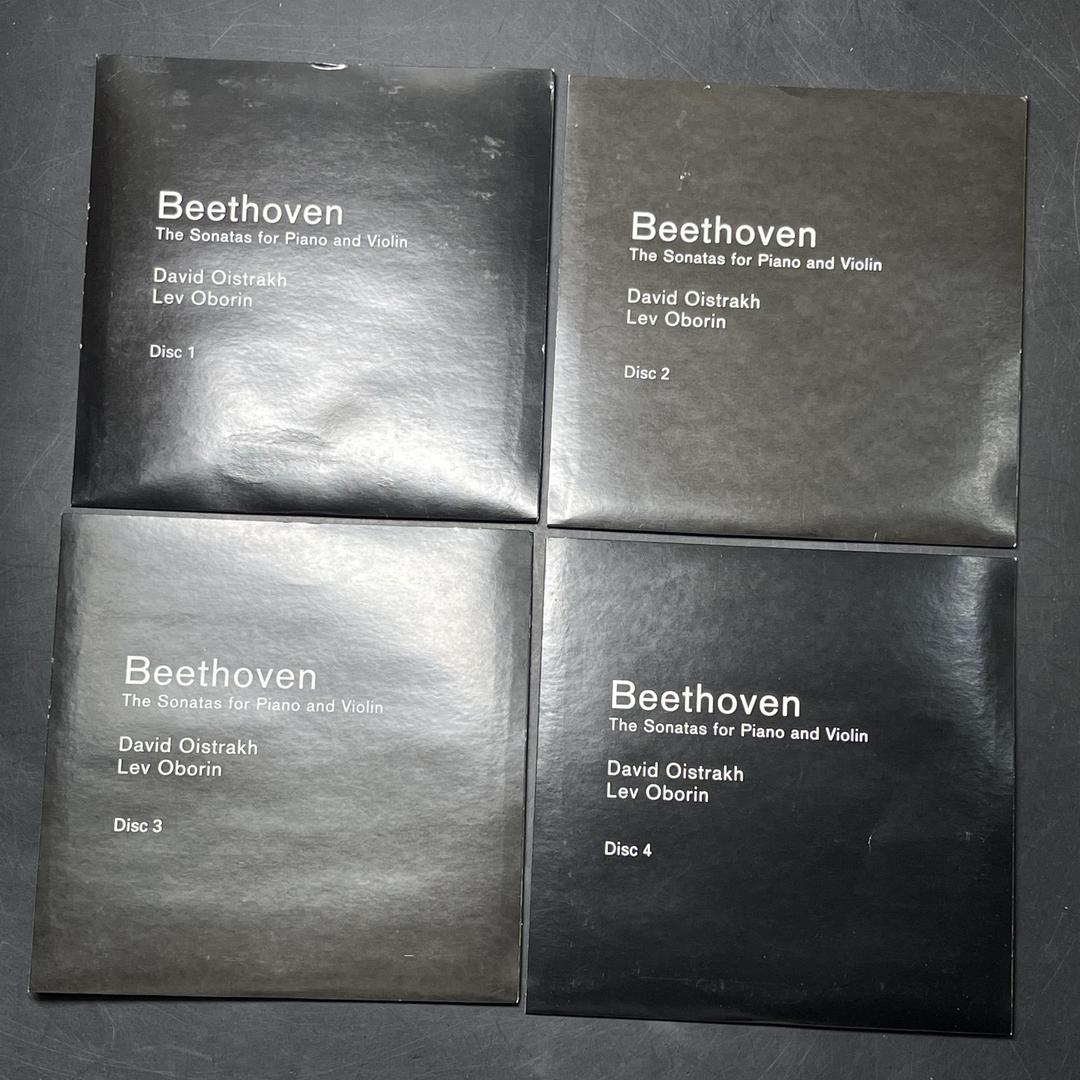 Beethoven
The Sonatas for Piano and Violin
David Oistrakh
Lev Oborin
Disc 1
Beethoven
The Sonatas for Piano and Violin
David Oistrakh
Lev Oborin
Disc 2
Beethoven
The Sonatas for Piano and Violin
David Oistrakh
Lev Oborin
Disc 3
Beethoven
The Sonatas for Piano and Violin
David Oistrakh
Lev Oborin
Disc 4